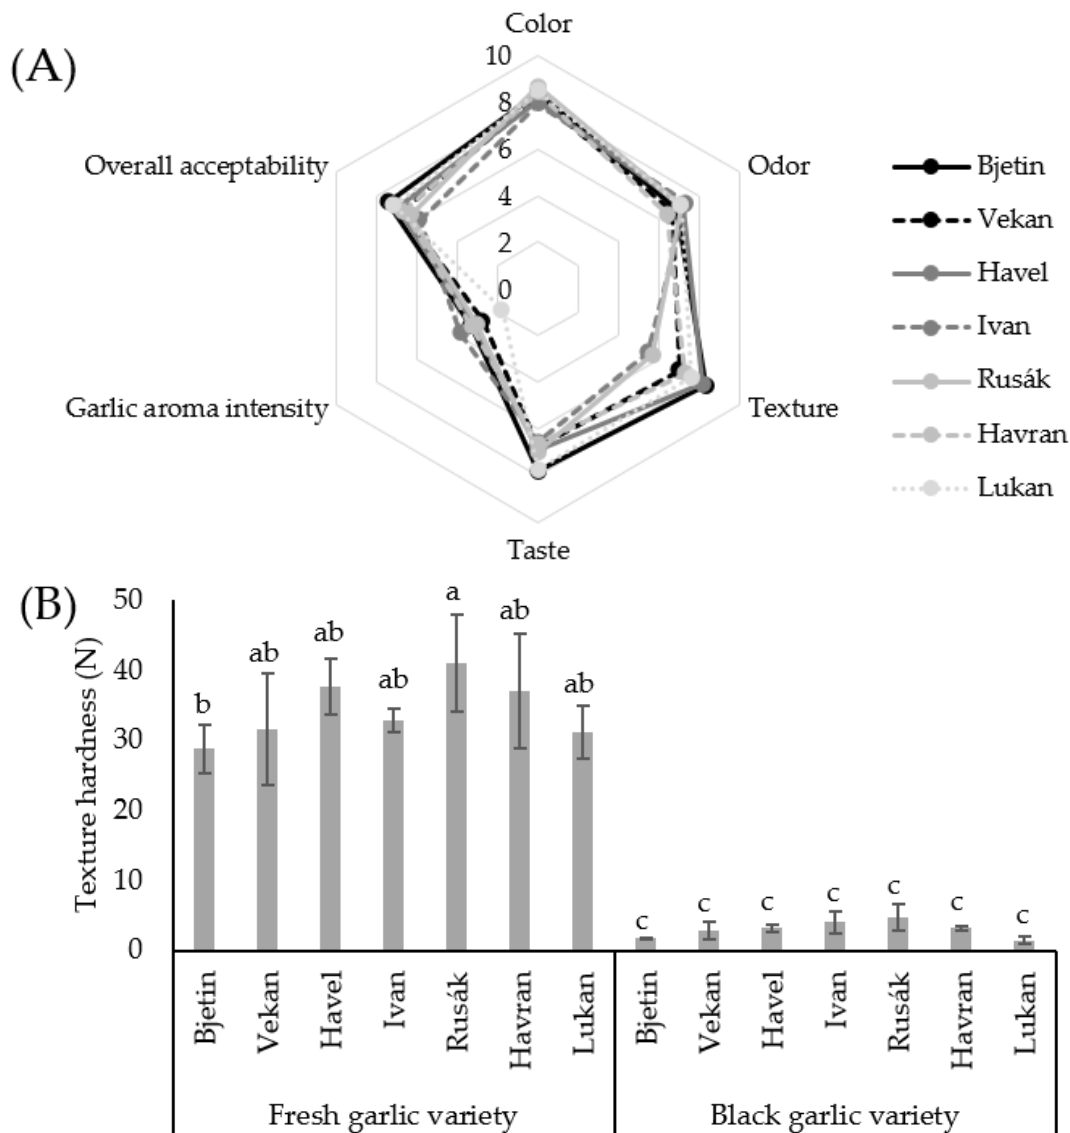 (A)
Color
10
8
6
4
2
0
Overall acceptability
Odor
Garlic aroma intensity
Texture
Taste
Bjetin
Vekan
Havel
Ivan
Rusák
Havran
Lukan
(B)
Texture hardness (N)
50
40
30
20
10
0
b
ab
ab
ab
a
ab
ab
c
c
c
c
c
c
c
Bjetin
Vekan
Havel
Ivan
Rusák
Havran
Lukan
Bjetin
Vekan
Havel
Ivan
Rusák
Havran
Lukan
Fresh garlic variety
Black garlic variety